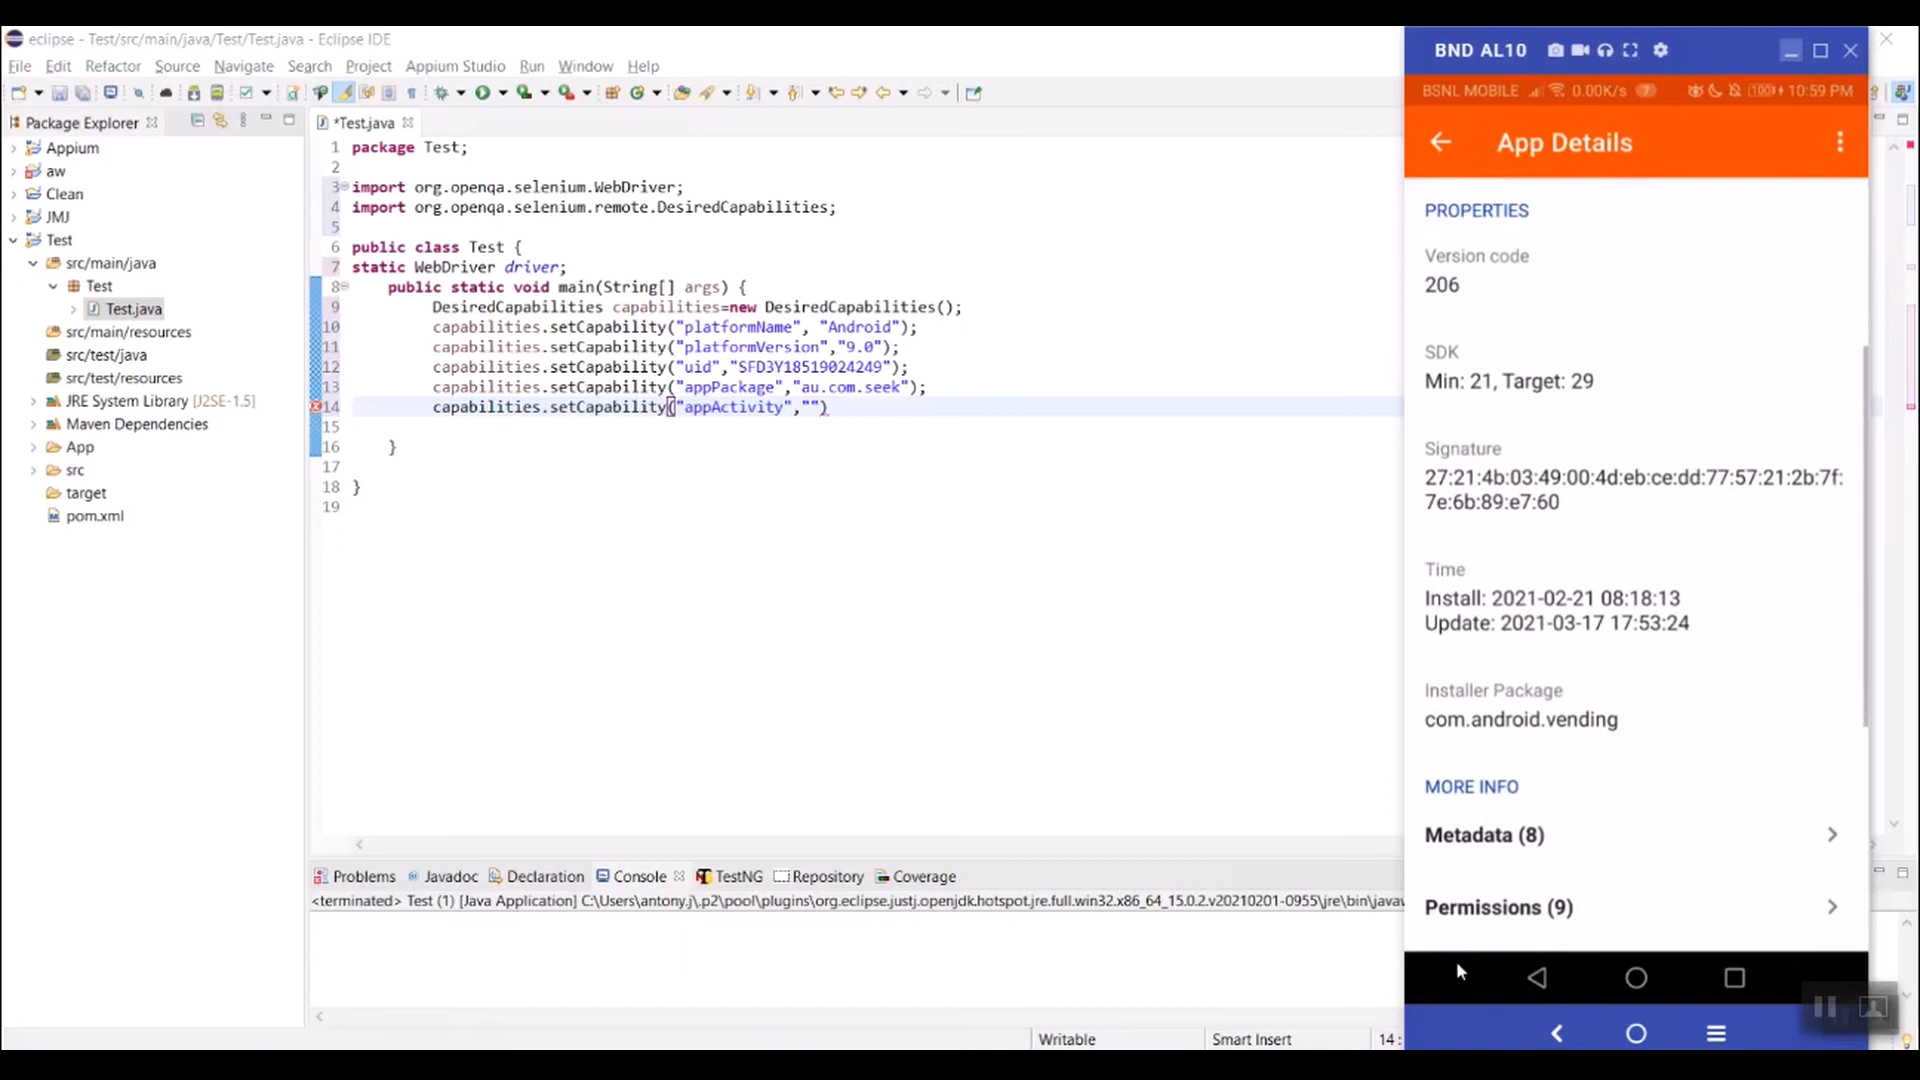 eclipse - Test/src/main/java/Test/Test.java - Eclipse IDE
File Edit Refactor Source Navigate Search Project Appium Studio Run Window Help
Package Explorer
Appium
aw
Clean
JMJ
Test
src/main/java
Test
Test.java
src/main/resources
src/test/java
src/test/resources
JRE System Library [J2SE-1.5]
Maven Dependencies
App
src
target
pom.xml
*Test.java
1 package Test;
2
3 import org.openqa.selenium.WebDriver;
4 import org.openqa.selenium.remote.DesiredCapabilities;
5
6 public class Test {
7 static WebDriver driver;
8 public static void main(String[] args) {
9 DesiredCapabilities capabilities=new DesiredCapabilities();
10 capabilities.setCapability("platformName", "Android");
11 capabilities.setCapability("platformVersion","9.0");
12 capabilities.setCapability("uid","SFD3Y18519024249");
13 capabilities.setCapability("appPackage","au.com.seek");
14 capabilities.setCapability("appActivity","")
15
16 }
17
18 }
19
Problems Javadoc Declaration Console TestNG Repository Coverage
<terminated> Test (1) [Java Application] C:\Users\antony.j\.p2\pool\plugins\org.eclipse.justj.openjdk.hotspot.jre.full.win32.x86_64_15.0.2.v20210201-0955\jre\bin\javaw
Writable Smart Insert 14 :
BND AL10
BSNL MOBILE 0.00K/s 7 100 10:59 PM
App Details
PROPERTIES
Version code
206
SDK
Min: 21, Target: 29
Signature
27:21:4b:03:49:00:4d:eb:ce:dd:77:57:21:2b:7f:
7e:6b:89:e7:60
Time
Install: 2021-02-21 08:18:13
Update: 2021-03-17 17:53:24
Installer Package
com.android.vending
MORE INFO
Metadata (8)
Permissions (9)